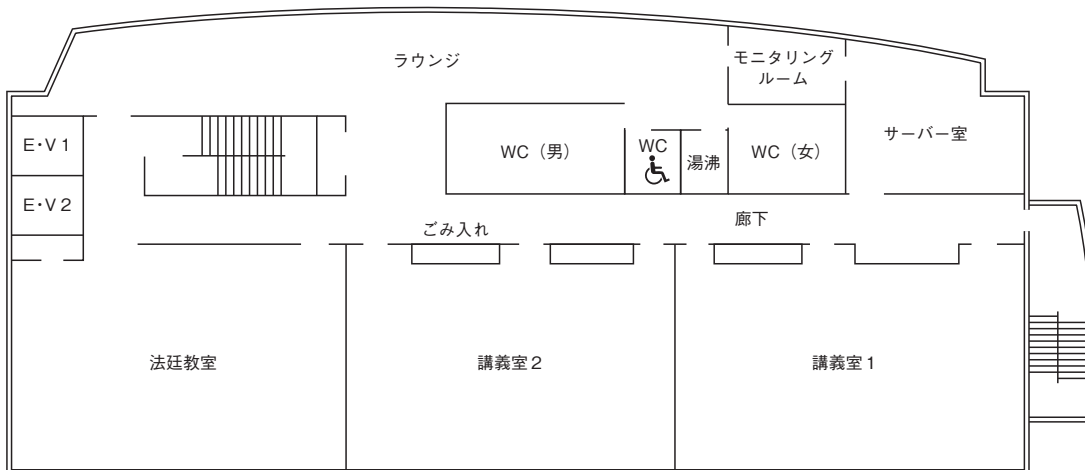 ラウンジ
モニタリング
ルーム
E・V 1
WC（男）
WC
湯沸
WC（女）
サーバー室
E・V 2
ごみ入れ
廊下
法廷教室
講義室 2
講義室 1